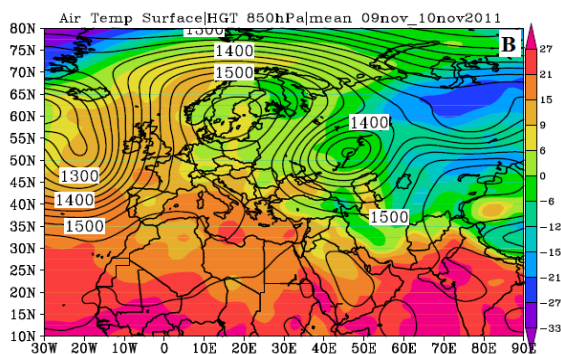 Air Temp Surface|HGT 850hPa|mean 09nov_10nov2011
80N
75N
70N
65N
60N
55N
50N
45N
40N
35N
30N
25N
20N
15N
10N
B
1400
1500
1400
1300
1400
1500
1500
27
21
15
9
6
0
-6
-12
-15
-21
-27
-33
30W 20W 10W 0 10E 20E 30E 40E 50E 60E 70E 80E